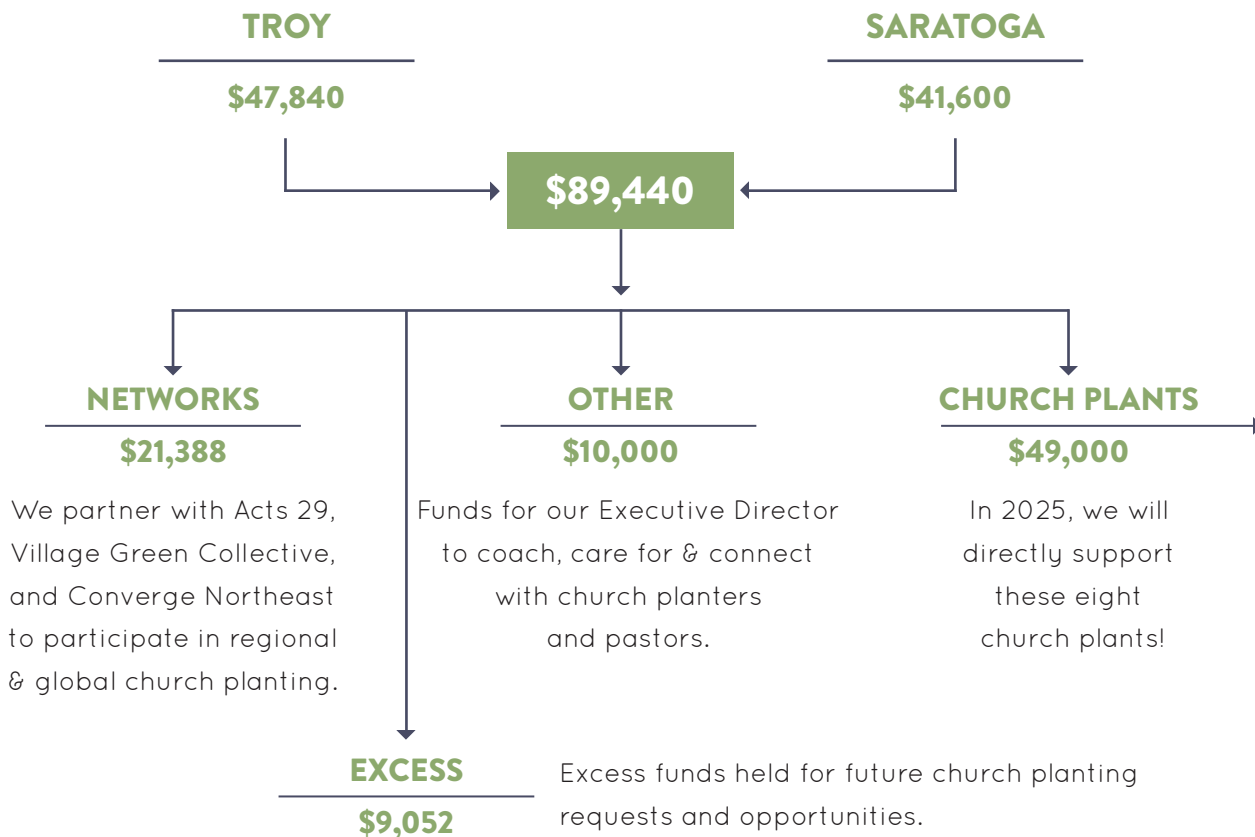 TROY
$47,840
SARATOGA
$41,600
$89,440
NETWORKS
$21,388
We partner with Acts 29,
Village Green Collective,
and Converge Northeast
to participate in regional
& global church planting.
OTHER
$10,000
Funds for our Executive Director
to coach, care for & connect
with church planters
and pastors.
CHURCH PLANTS
$49,000
In 2025, we will
directly support
these eight
church plants!
EXCESS
$9,052
Excess funds held for future church planting
requests and opportunities.